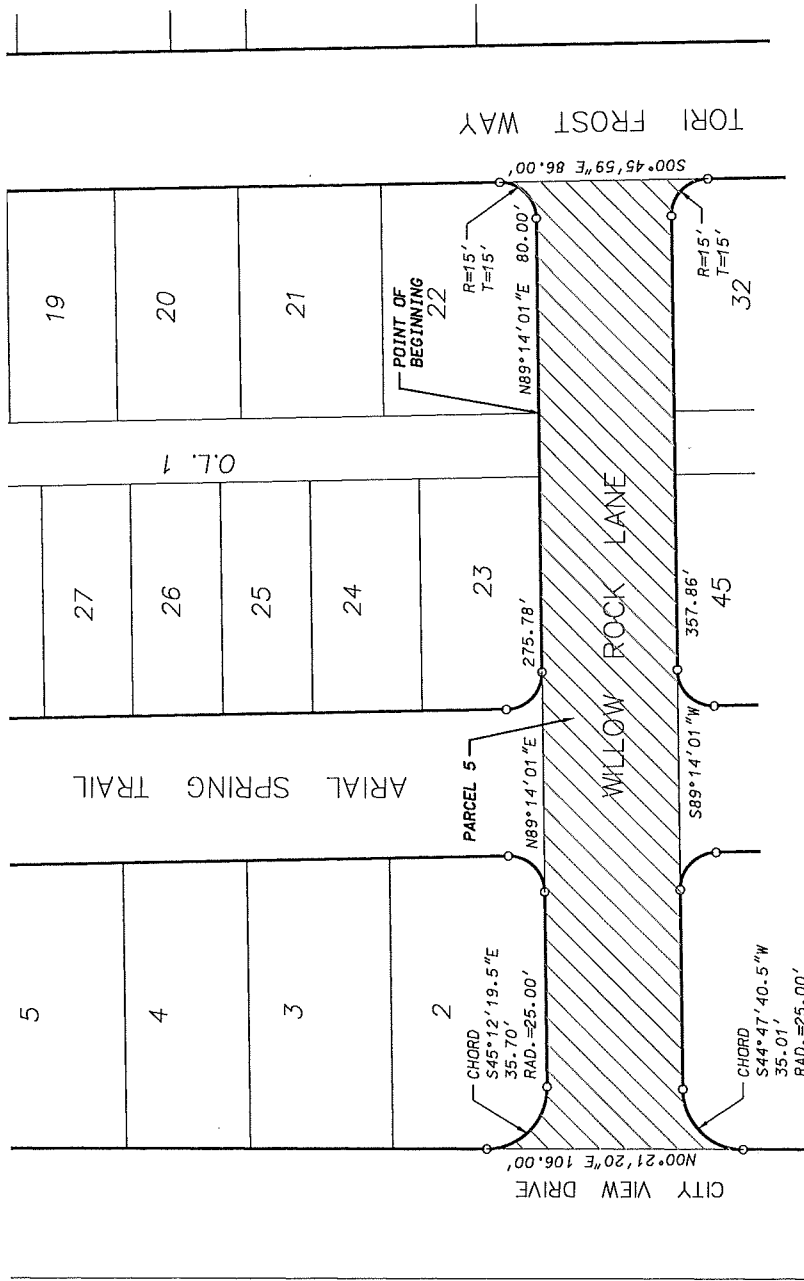 TORI FROST WAY
19
20
21
22
POINT OF
BEGINNING
R=15'
T=15'
S00°45'59"E 86.00'
N89°14'01"E 80.00'
R=15'
T=15'
32
O.L. 1
27
26
25
24
23
275.78'
WILLOW ROCK LANE
357.86'
45
ARIAL SPRING TRAIL
PARCEL 5
N89°14'01"E
S89°14'01"W
5
4
3
2
CHORD
S45°12'19.5"E
35.70'
RAD.=25.00'
CHORD
S44°47'40.5"W
35.01'
RAD.=25.00'
N00°21'20"E 106.00'
CITY VIEW DRIVE